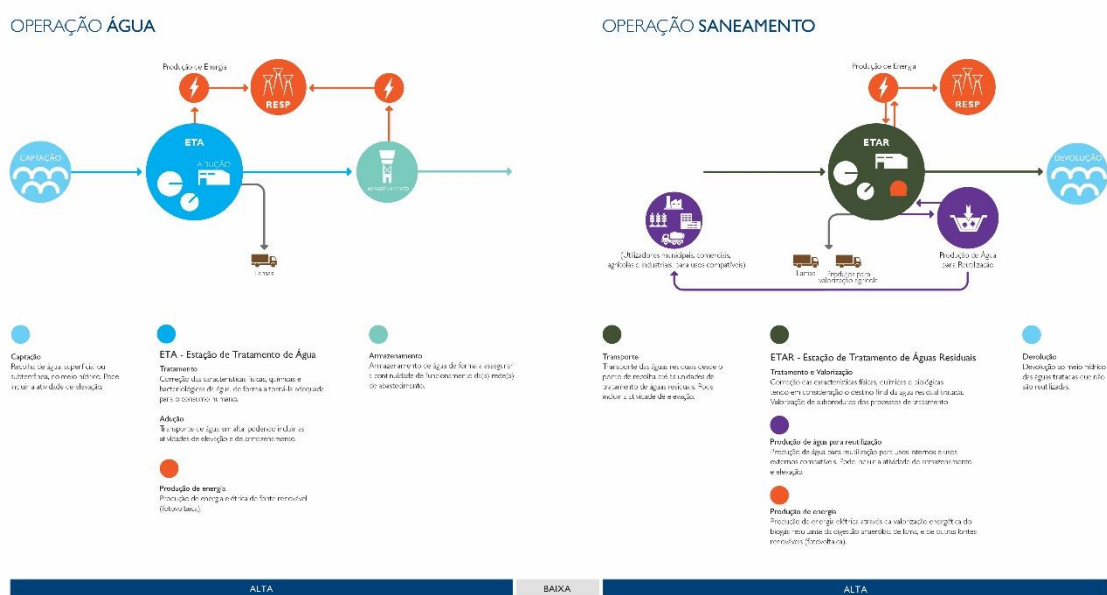 OPERAÇÃO ÁGUA
Produção de Energia
RESP
CAPTAÇÃO
ETA
ADUÇÃO
ARMAZENAMENTO
Lamas
Captação
Recolha de água, superficial ou
subterrânea, no meio hídrico. Pode
incluir a atividade de elevação.
ETA - Estação de Tratamento de Água
Tratamento
Correção das características físicas, químicas e
bacteriológicas da água, de forma a torná-la adequada
para o consumo humano.
Adução
Transporte de água em alta, podendo incluir as
atividades de elevação e de armazenamento.
Produção de energia
Produção de energia elétrica de fonte renovável
(fotovoltaica).
Armazenamento
Armazenamento de água de forma a assegurar
a continuidade de funcionamento da(s) rede(s)
de abastecimento.
OPERAÇÃO SANEAMENTO
Produção de Energia
RESP
ETAR
DEVOLUÇÃO
(Utilizadores municipais, comerciais,
agrícolas e industriais, para usos compatíveis)
Lamas
Produtos para
valorização agrícola
Produção de Água
para Reutilização
Transporte
Transporte das águas residuais desde o
ponto de recolha até às unidades de
tratamento de águas residuais. Pode
incluir a atividade de elevação.
ETAR - Estação de Tratamento de Águas Residuais
Tratamento e Valorização
Correção das características físicas, químicas e biológicas
tendo em consideração o destino final da água residual tratada.
Valorização de subprodutos dos processos de tratamento
Produção de água para reutilização
Produção de água para reutilização para usos internos e usos
externos compatíveis. Pode incluir a atividade de armazenamento
e elevação.
Produção de energia
Produção de energia elétrica através da valorização energética do
biogás resultante da digestão anaeróbia de lamas, e de outras fontes
renováveis (fotovoltaica).
Devolução
Devolução ao meio hídrico
das águas tratadas que não
são reutilizadas.
ALTA
BAIXA
ALTA